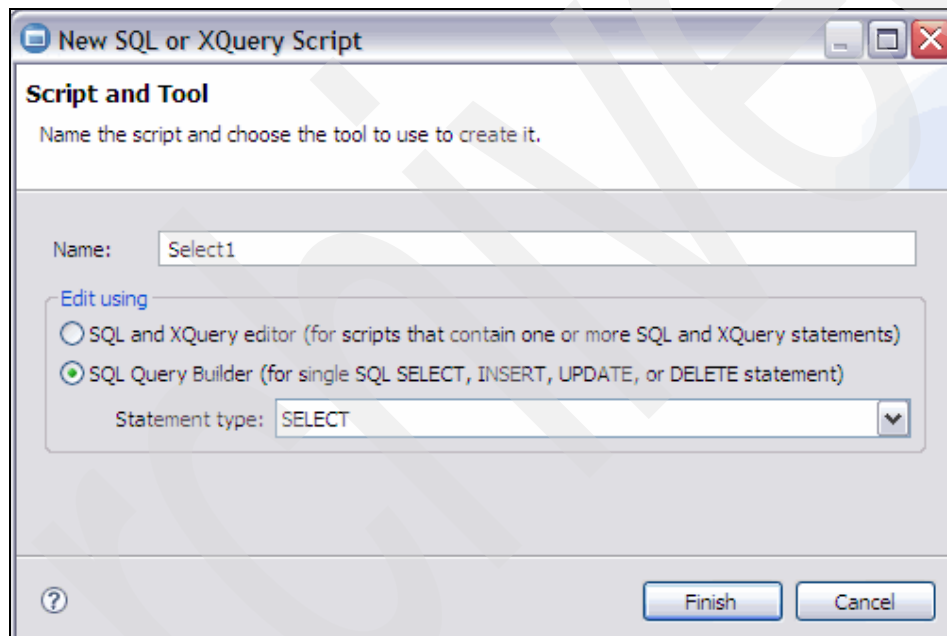 New SQL or XQuery Script
Script and Tool
Name the script and choose the tool to use to create it.
Name: Select1
Edit using
SQL and XQuery editor (for scripts that contain one or more SQL and XQuery statements)
SQL Query Builder (for single SQL SELECT, INSERT, UPDATE, or DELETE statement)
Statement type: SELECT
?
Finish Cancel